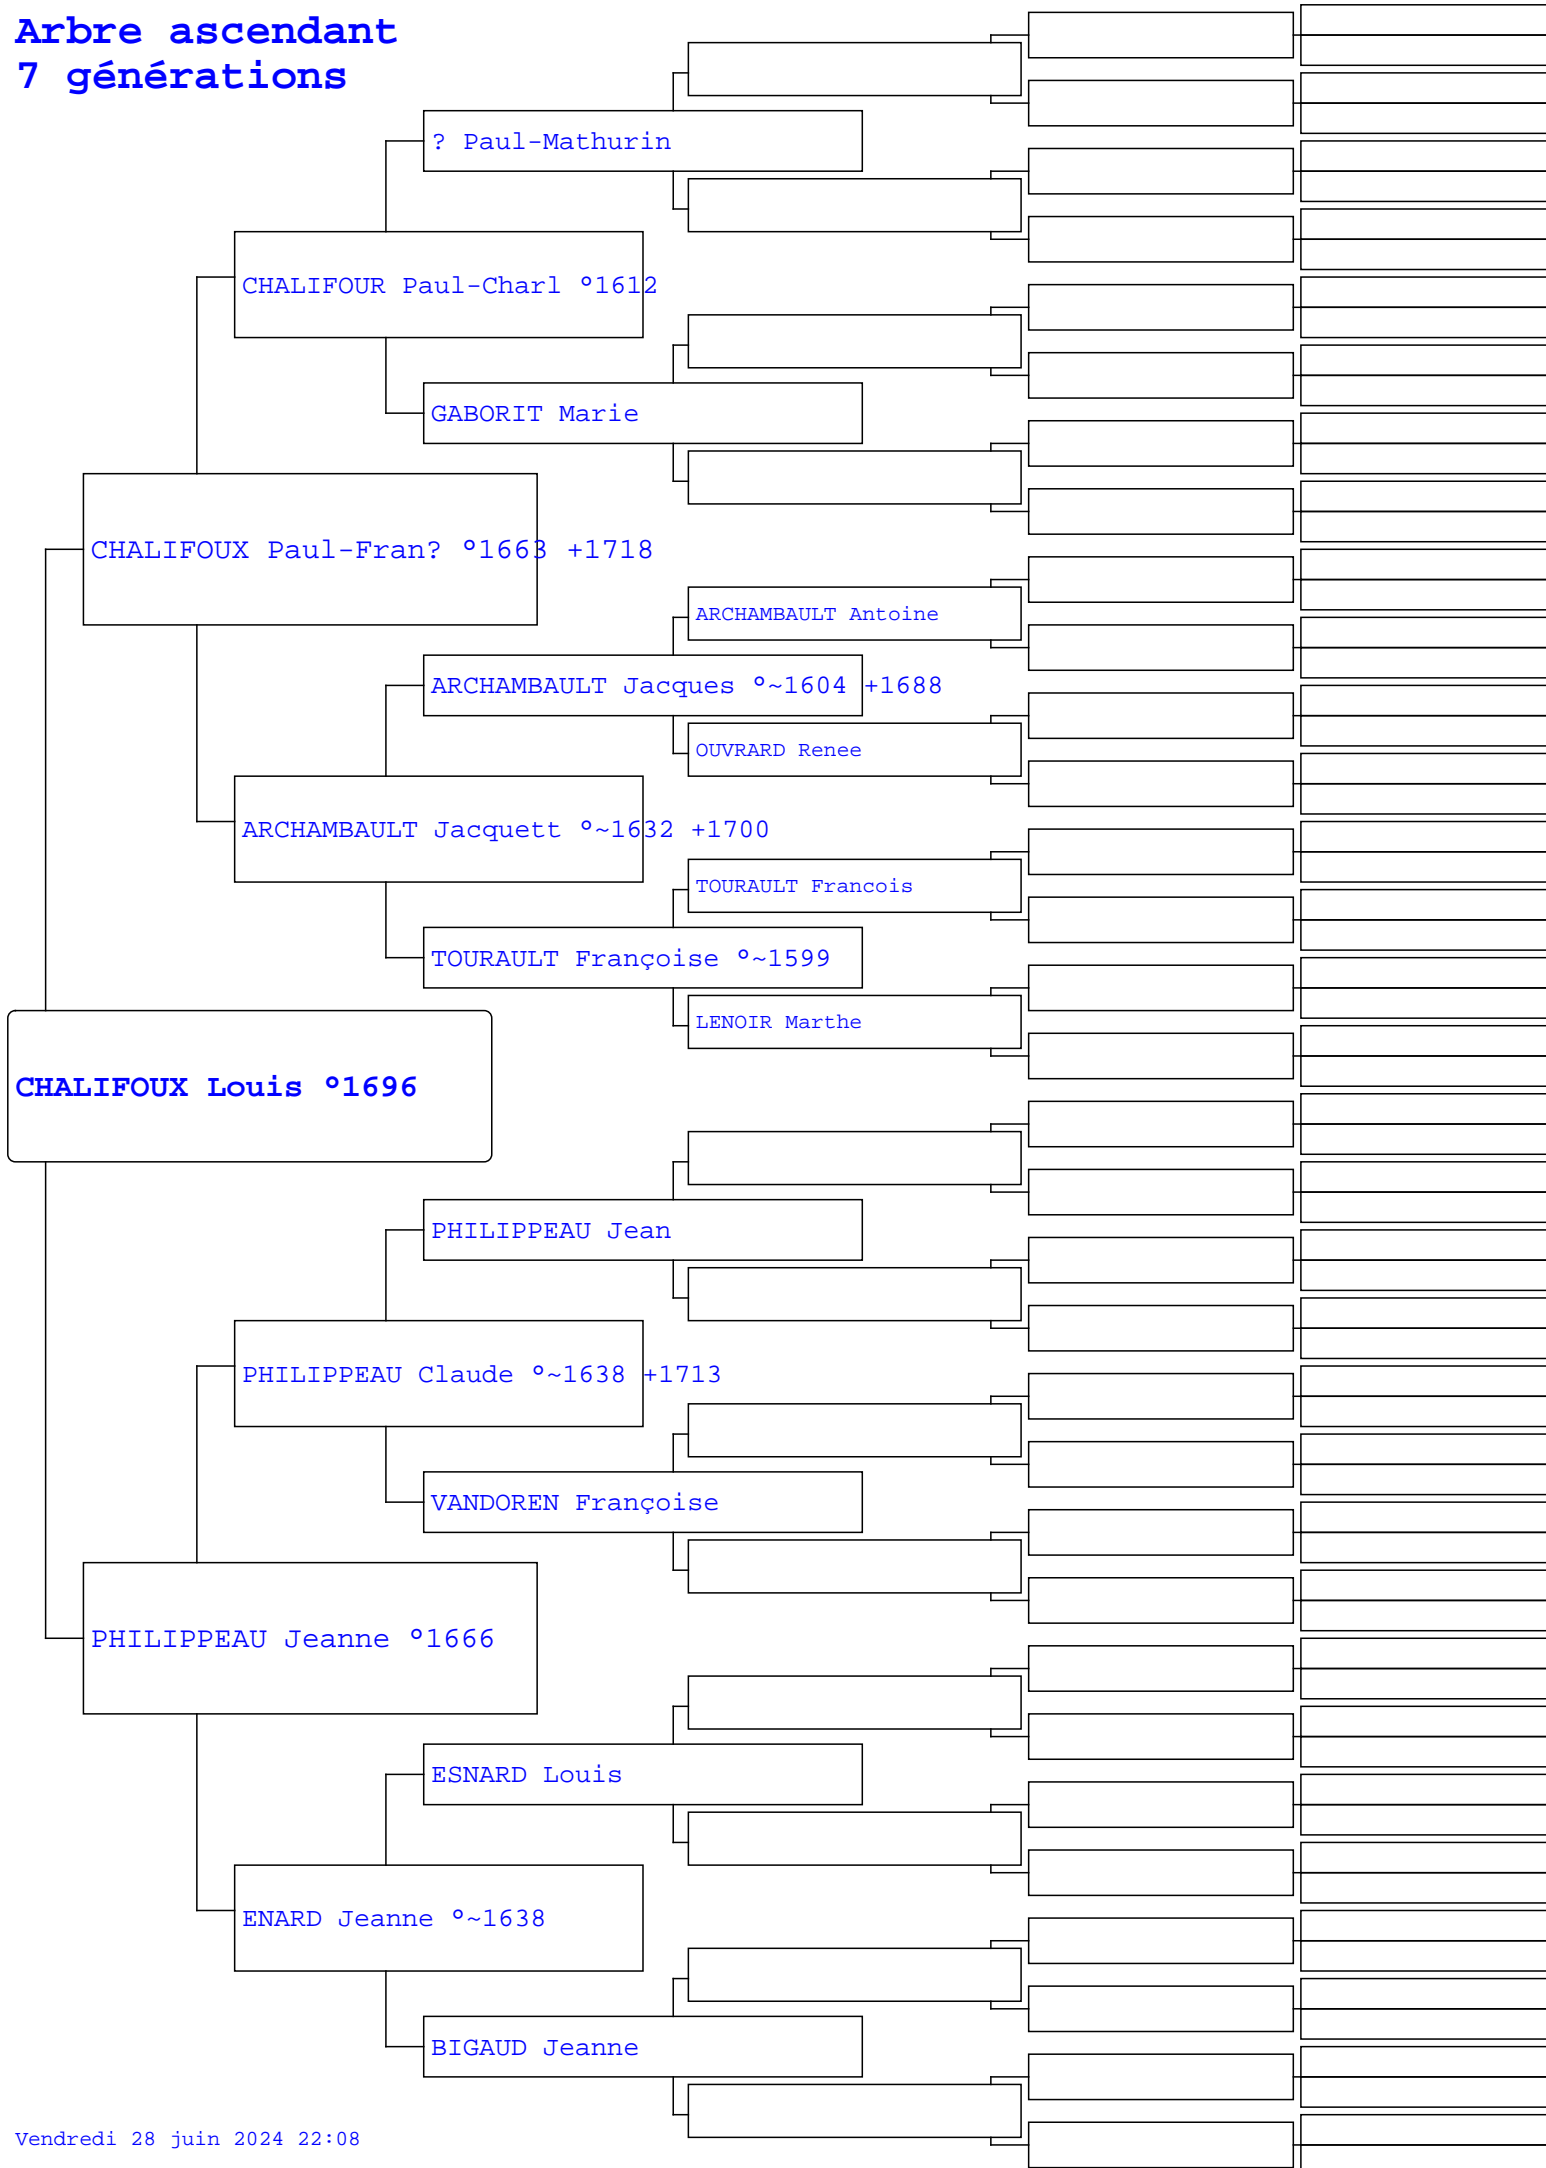 Arbre ascendant
7 générations
? Paul-Mathurin
CHALIFOUR Paul-Charl °1612
GABORIT Marie
CHALIFOUX Paul-Fran? °1663 +1718
ARCHAMBAULT Antoine
ARCHAMBAULT Jacques °~1604 +1688
OUVRARD Renee
ARCHAMBAULT Jacquett °~1632 +1700
TOURAULT Francois
TOURAULT Françoise °~1599
LENOIR Marthe
CHALIFOUX Louis °1696
PHILIPPEAU Jean
PHILIPPEAU Claude °~1638 +1713
VANDOREN Françoise
PHILIPPEAU Jeanne °1666
ESNARD Louis
ENARD Jeanne °~1638
BIGAUD Jeanne
Vendredi 28 juin 2024 22:08